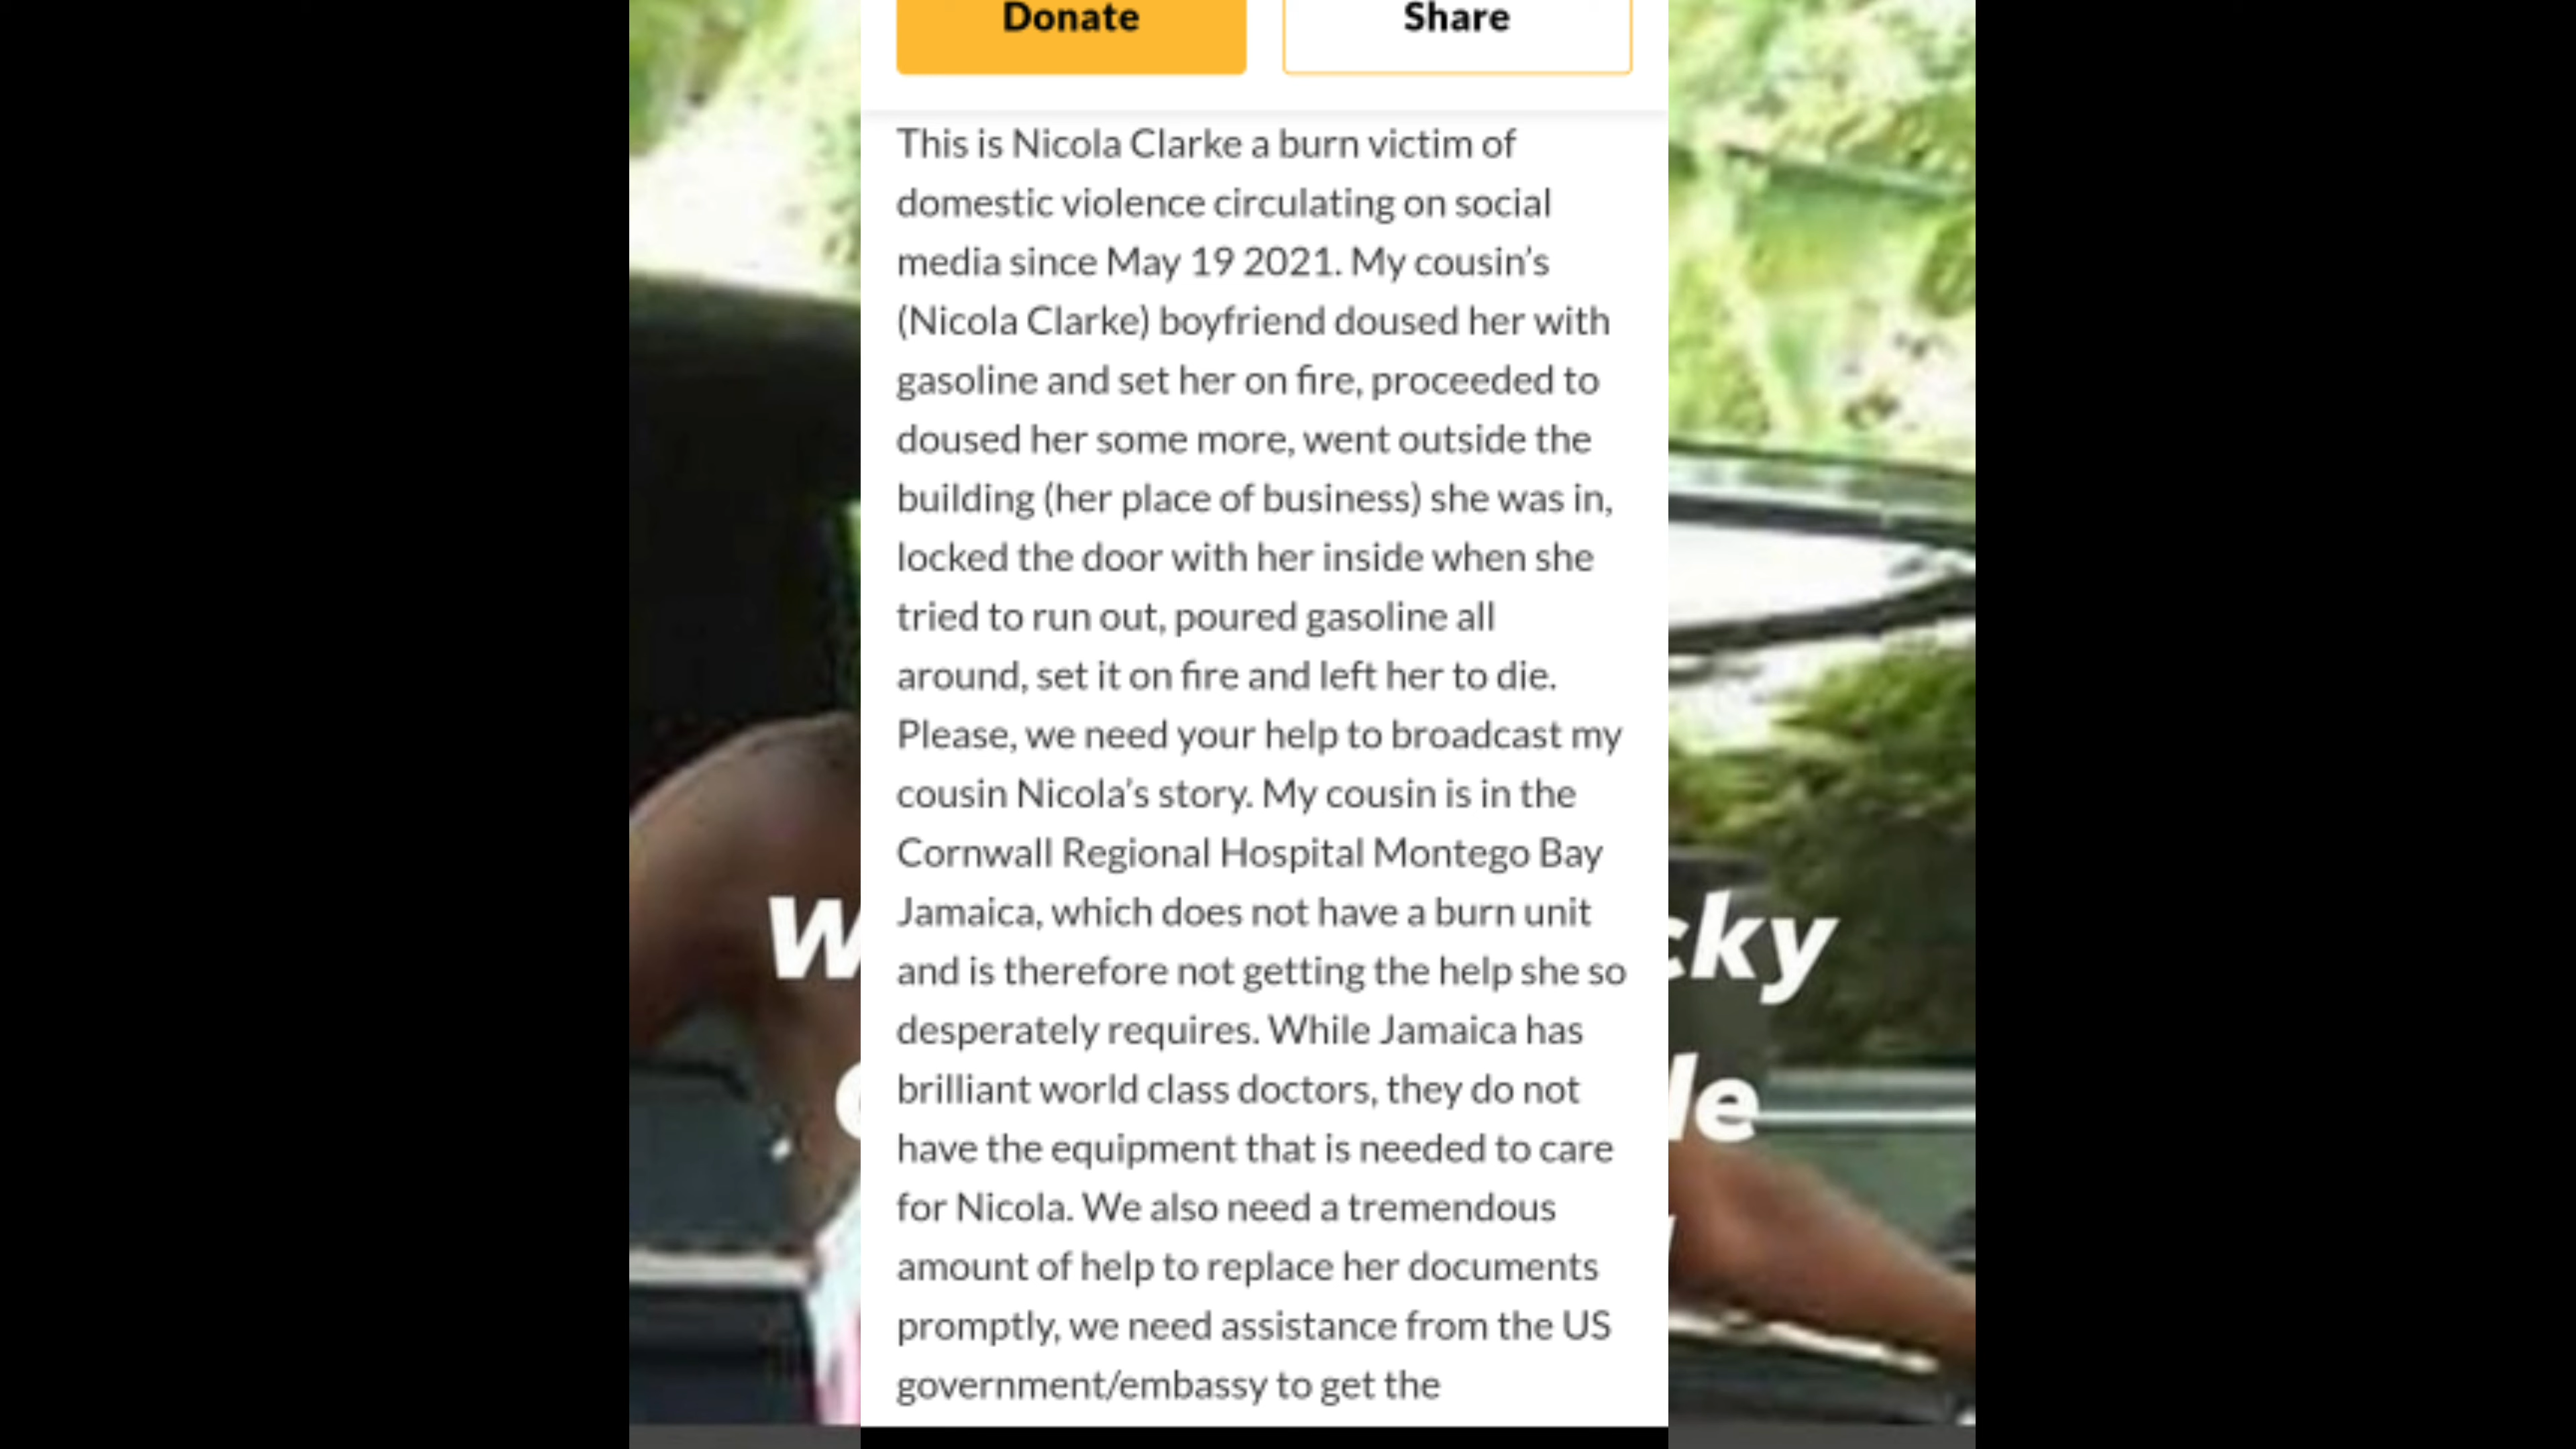 Donate
Share
This is Nicola Clarke a burn victim of
domestic violence circulating on social
media since May 19 2021. My cousin's
(Nicola Clarke) boyfriend doused her with
gasoline and set her on fire, proceeded to
doused her some more, went outside the
building (her place of business) she was in,
locked the door with her inside when she
tried to run out, poured gasoline all
around, set it on fire and left her to die.
Please, we need your help to broadcast my
cousin Nicola's story. My cousin is in the
Cornwall Regional Hospital Montego Bay
Jamaica, which does not have a burn unit
and is therefore not getting the help she so
desperately requires. While Jamaica has
brilliant world class doctors, they do not
have the equipment that is needed to care
for Nicola. We also need a tremendous
amount of help to replace her documents
promptly, we need assistance from the US
government/embassy to get the